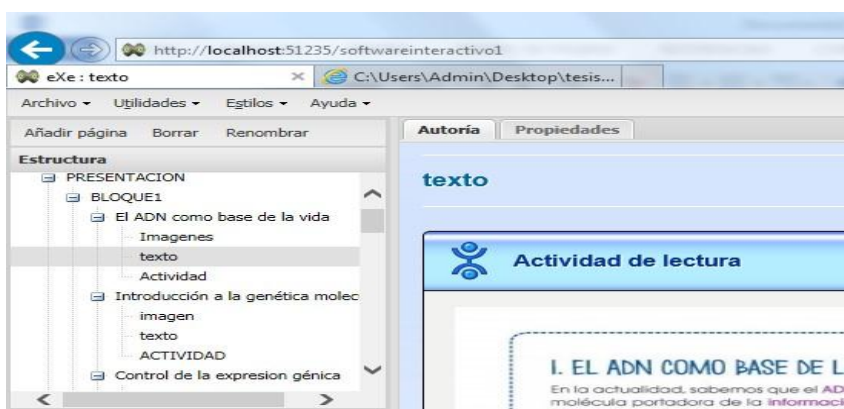 http://localhost:51235/softwareinteractivo1
eXe : texto
C:\Users\Admin\Desktop\tesis...
Archivo Utilidades Estilos Ayuda
Añadir página Borrar Renombrar
Estructura
PRESENTACION
BLOQUE1
El ADN como base de la vida
Imagenes
texto
Actividad
Introducción a la genética molec
imagen
texto
ACTIVIDAD
Control de la expresion génica
Autoría Propiedades
texto
Actividad de lectura
I. EL ADN COMO BASE DE L
En la actualidad, sabemos que el AD
molécula portadora de la informaci